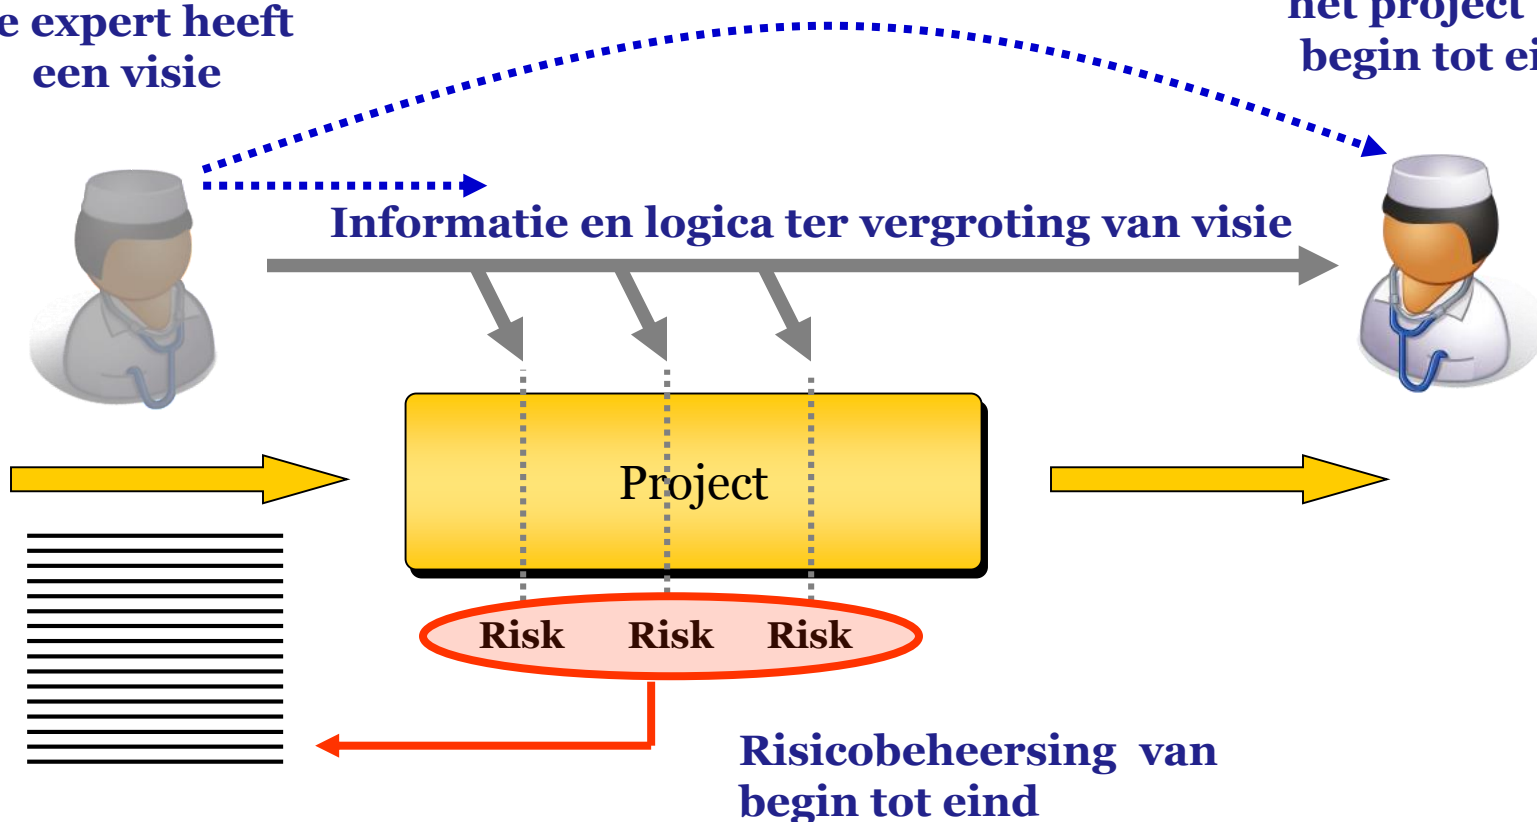 e expert heeft
een visie
het project
begin tot ei
Informatie en logica ter vergroting van visie
Project
Risk Risk Risk
Risicobeheersing van
begin tot eind